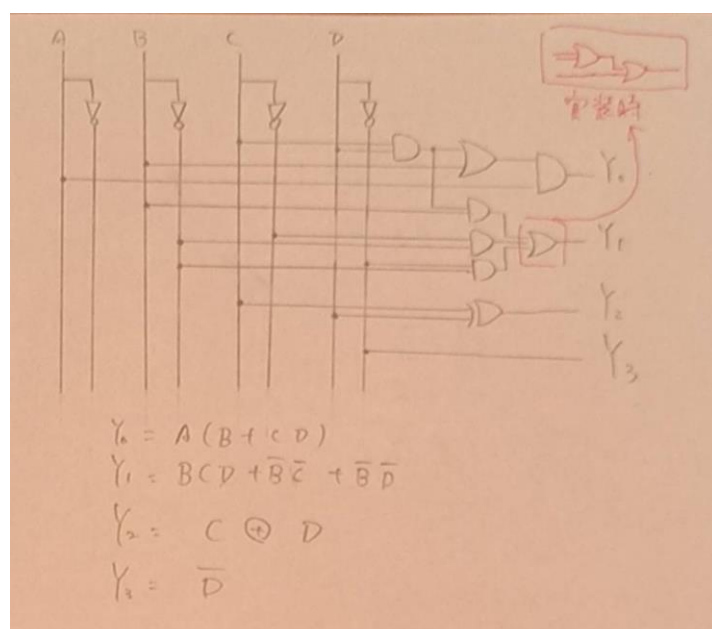 A B C D
実装時
Y₀
Y₁
Y₂
Y₃
Y₀ = A(B+CD)
Y₁ = BCD + B̅C̅ + B̅D̅
Y₂ = C ⊕ D
Y₃ = D̅